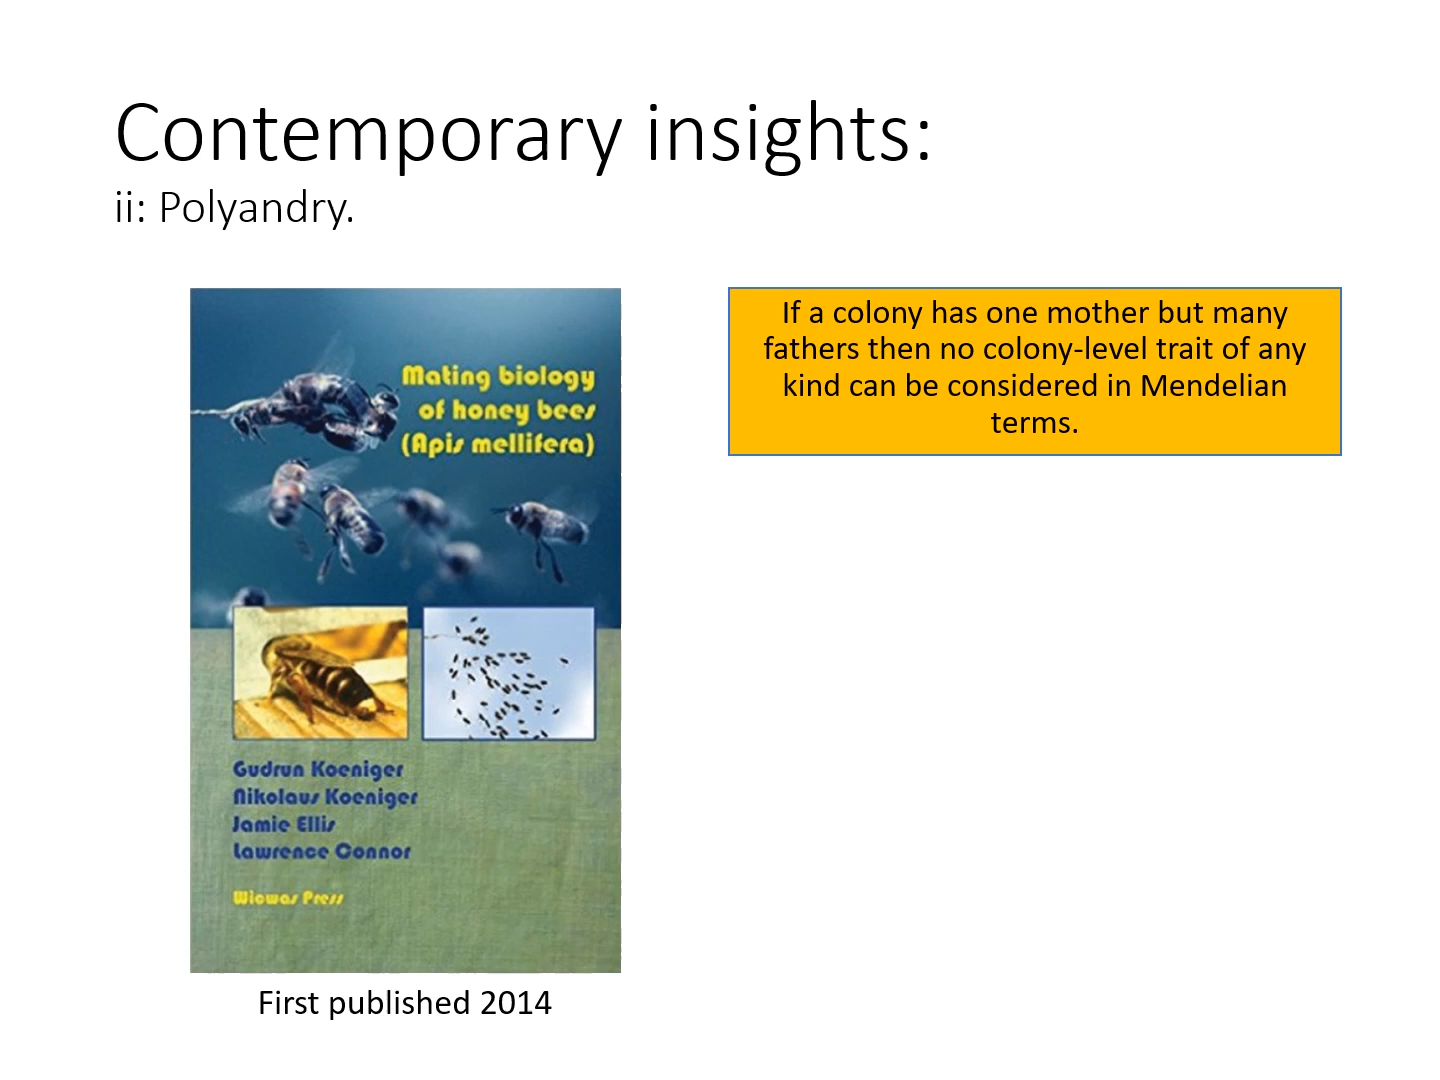 Contemporary insights:
ii: Polyandry.
Mating biology
of honey bees
(Apis mellifera)
Gudrun Koeniger
Nikolaus Koeniger
Jamie Ellis
Lawrence Connor
Wicwas Press
First published 2014
If a colony has one mother but many
fathers then no colony-level trait of any
kind can be considered in Mendelian
terms.